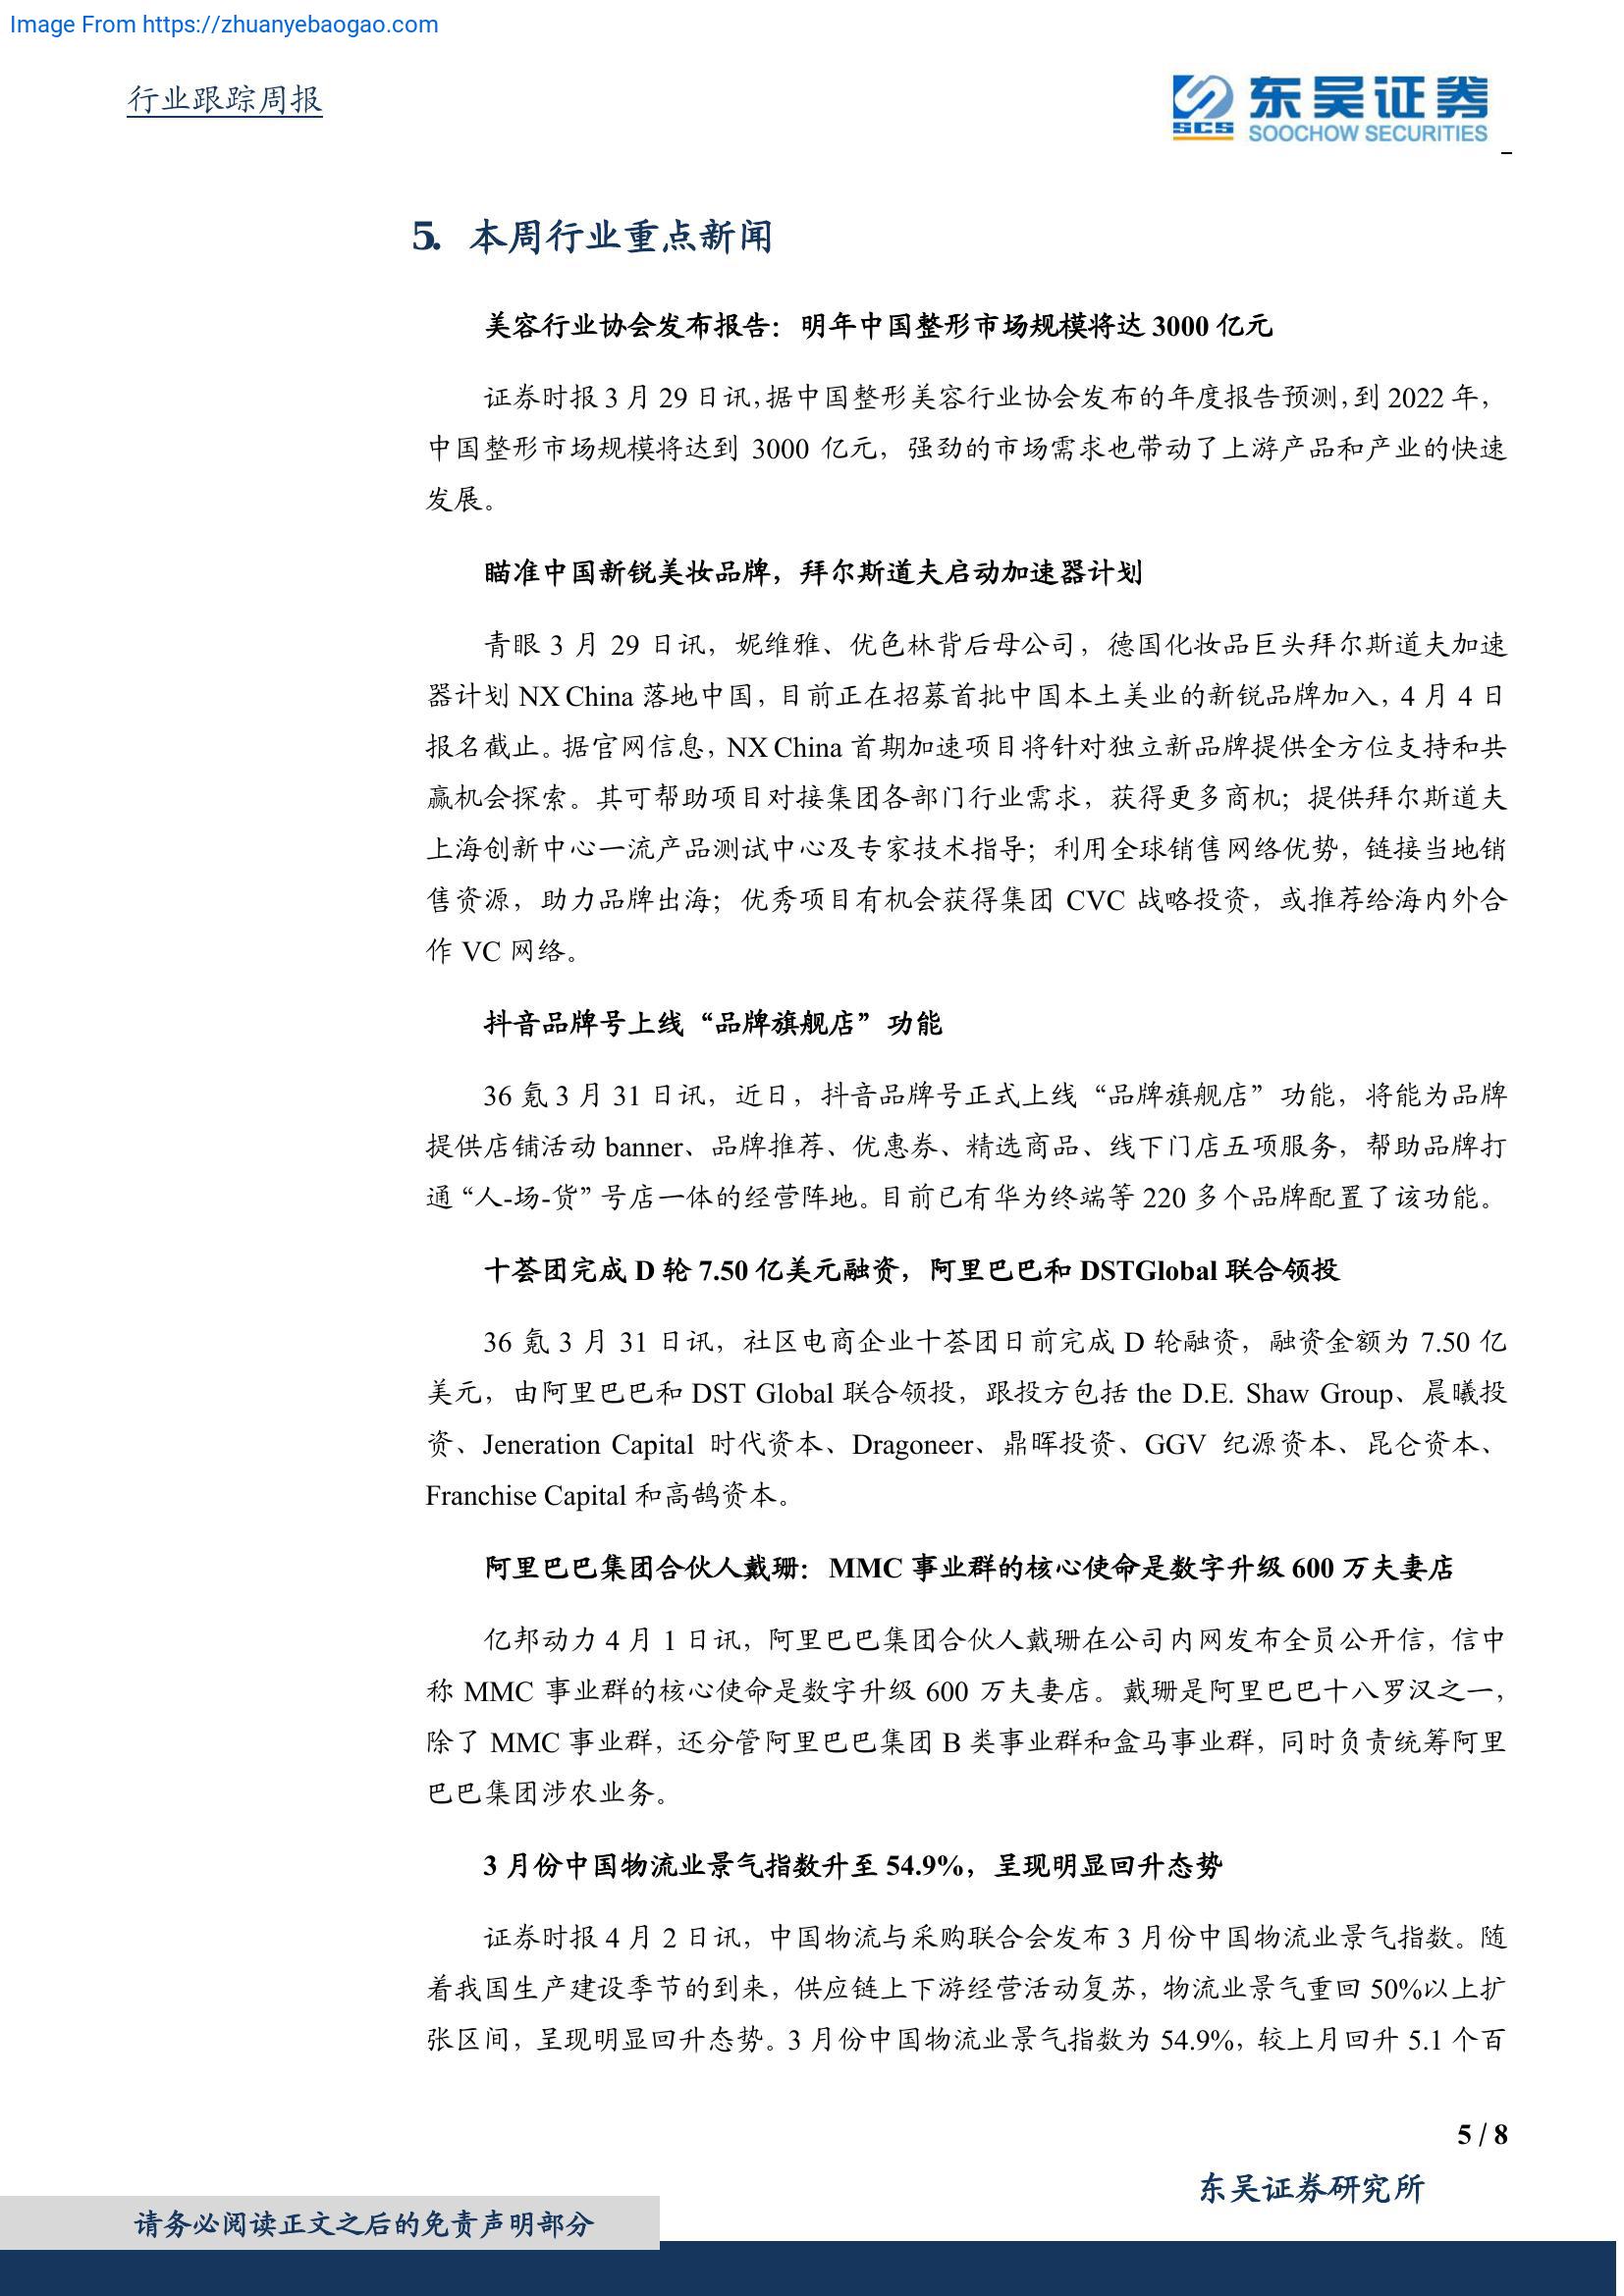 Image From https://zhuanyebaogao.com
行业跟踪周报
SCS 东吴证券
SOOCHOW SECURITIES
5. 本周行业重点新闻
美容行业协会发布报告：明年中国整形市场规模将达 3000 亿元
证券时报 3 月 29 日讯，据中国整形美容行业协会发布的年度报告预测，到 2022 年，
中国整形市场规模将达到 3000 亿元，强劲的市场需求也带动了上游产品和产业的快速
发展。
瞄准中国新锐美妆品牌，拜尔斯道夫启动加速器计划
青眼 3 月 29 日讯，妮维雅、优色林背后母公司，德国化妆品巨头拜尔斯道夫加速
器计划 NX China 落地中国，目前正在招募首批中国本土美业的新锐品牌加入，4 月 4 日
报名截止。据官网信息，NX China 首期加速项目将针对独立新品牌提供全方位支持和共
赢机会探索。其可帮助项目对接集团各部门行业需求，获得更多商机；提供拜尔斯道夫
上海创新中心一流产品测试中心及专家技术指导；利用全球销售网络优势，链接当地销
售资源，助力品牌出海；优秀项目有机会获得集团 CVC 战略投资，或推荐给海内外合
作 VC 网络。
抖音品牌号上线“品牌旗舰店”功能
36 氪 3 月 31 日讯，近日，抖音品牌号正式上线“品牌旗舰店”功能，将能为品牌
提供店铺活动 banner、品牌推荐、优惠券、精选商品、线下门店五项服务，帮助品牌打
通“人-场-货”号店一体的经营阵地。目前已有华为终端等 220 多个品牌配置了该功能。
十荟团完成 D 轮 7.50 亿美元融资，阿里巴巴和 DSTGlobal 联合领投
36 氪 3 月 31 日讯，社区电商企业十荟团日前完成 D 轮融资，融资金额为 7.50 亿
美元，由阿里巴巴和 DST Global 联合领投，跟投方包括 the D.E. Shaw Group、晨曦投
资、Jeneration Capital 时代资本、Dragoneer、鼎晖投资、GGV 纪源资本、昆仑资本、
Franchise Capital 和高鹄资本。
阿里巴巴集团合伙人戴珊：MMC 事业群的核心使命是数字升级 600 万夫妻店
亿邦动力 4 月 1 日讯，阿里巴巴集团合伙人戴珊在公司内网发布全员公开信，信中
称 MMC 事业群的核心使命是数字升级 600 万夫妻店。戴珊是阿里巴巴十八罗汉之一，
除了 MMC 事业群，还分管阿里巴巴集团 B 类事业群和盒马事业群，同时负责统筹阿里
巴巴集团涉农业务。
3 月份中国物流业景气指数升至 54.9%，呈现明显回升态势
证券时报 4 月 2 日讯，中国物流与采购联合会发布 3 月份中国物流业景气指数。随
着我国生产建设季节的到来，供应链上下游经营活动复苏，物流业景气重回 50%以上扩
张区间，呈现明显回升态势。3 月份中国物流业景气指数为 54.9%，较上月回升 5.1 个百
5 / 8
东吴证券研究所
请务必阅读正文之后的免责声明部分